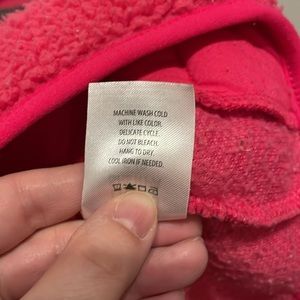 MACHINE WASH COLD
WITH LIKE COLOR.
DELICATE CYCLE.
DO NOT BLEACH.
HANG TO DRY.
COOL IRON IF NEEDED.